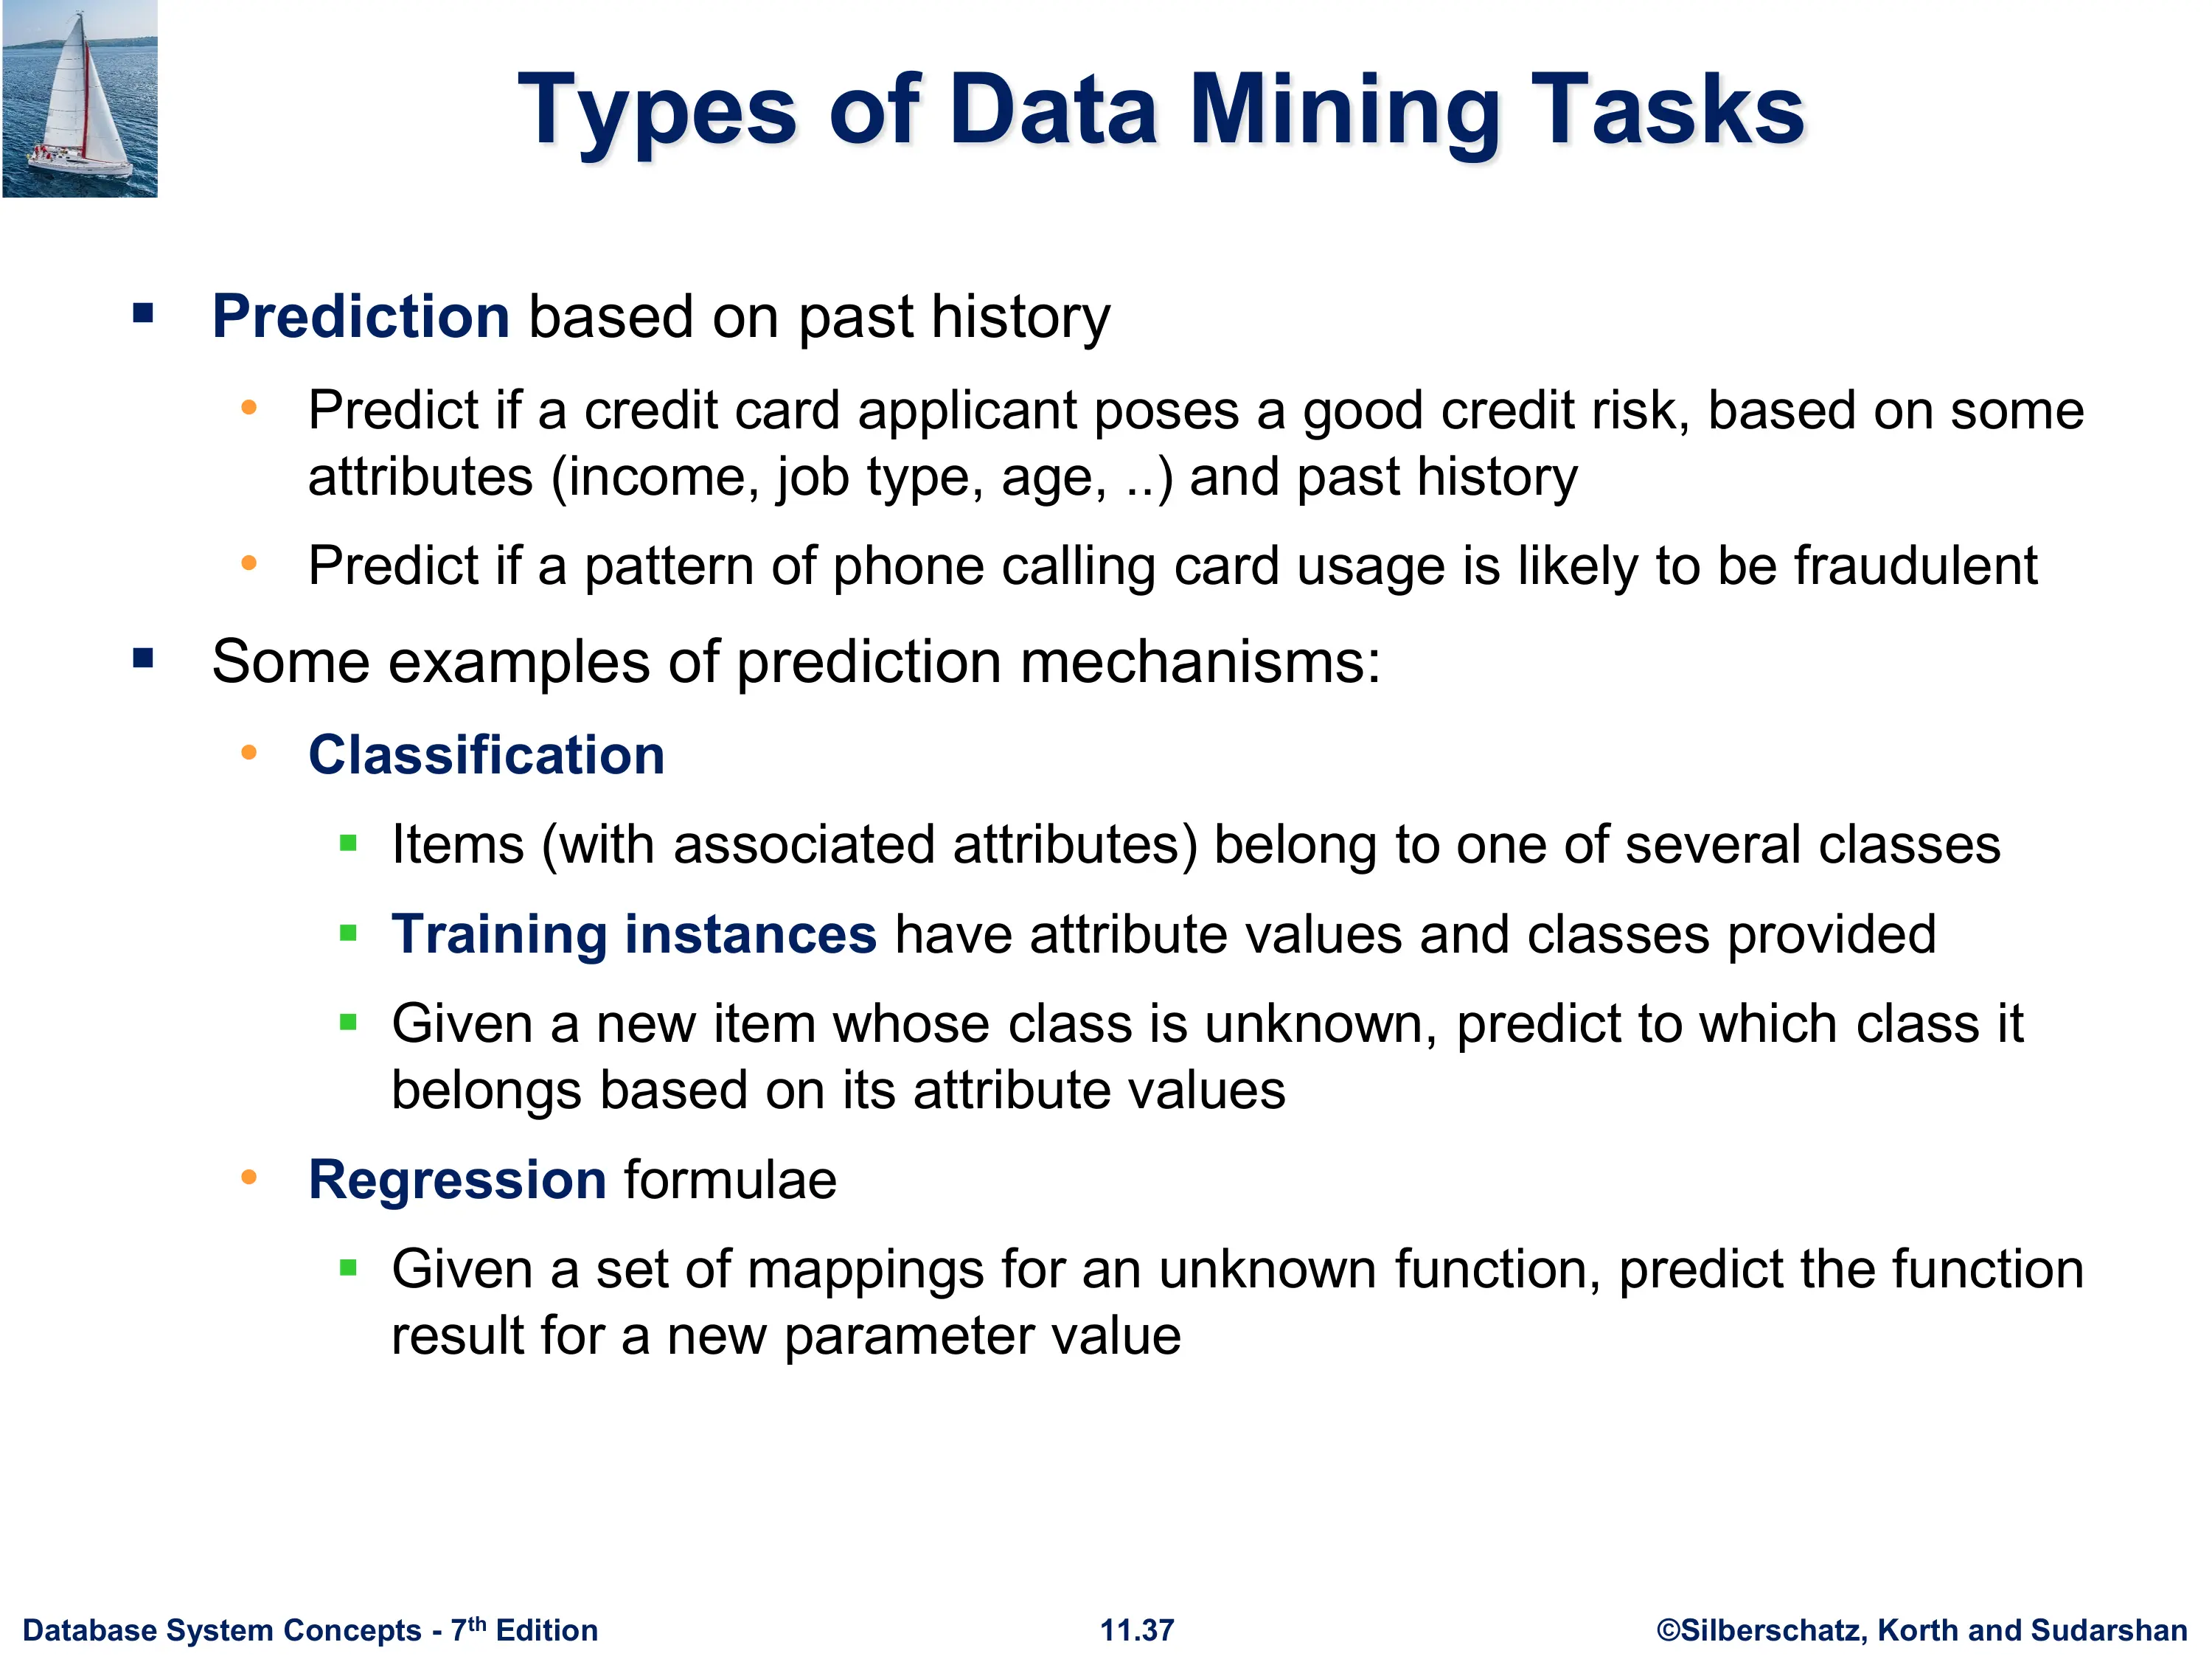 Types of Data Mining Tasks
▪ Prediction based on past history
• Predict if a credit card applicant poses a good credit risk, based on some
attributes (income, job type, age, ..) and past history
• Predict if a pattern of phone calling card usage is likely to be fraudulent
▪ Some examples of prediction mechanisms:
• Classification
▪ Items (with associated attributes) belong to one of several classes
▪ Training instances have attribute values and classes provided
▪ Given a new item whose class is unknown, predict to which class it
belongs based on its attribute values
• Regression formulae
▪ Given a set of mappings for an unknown function, predict the function
result for a new parameter value
Database System Concepts - 7th Edition
11.37
©Silberschatz, Korth and Sudarshan